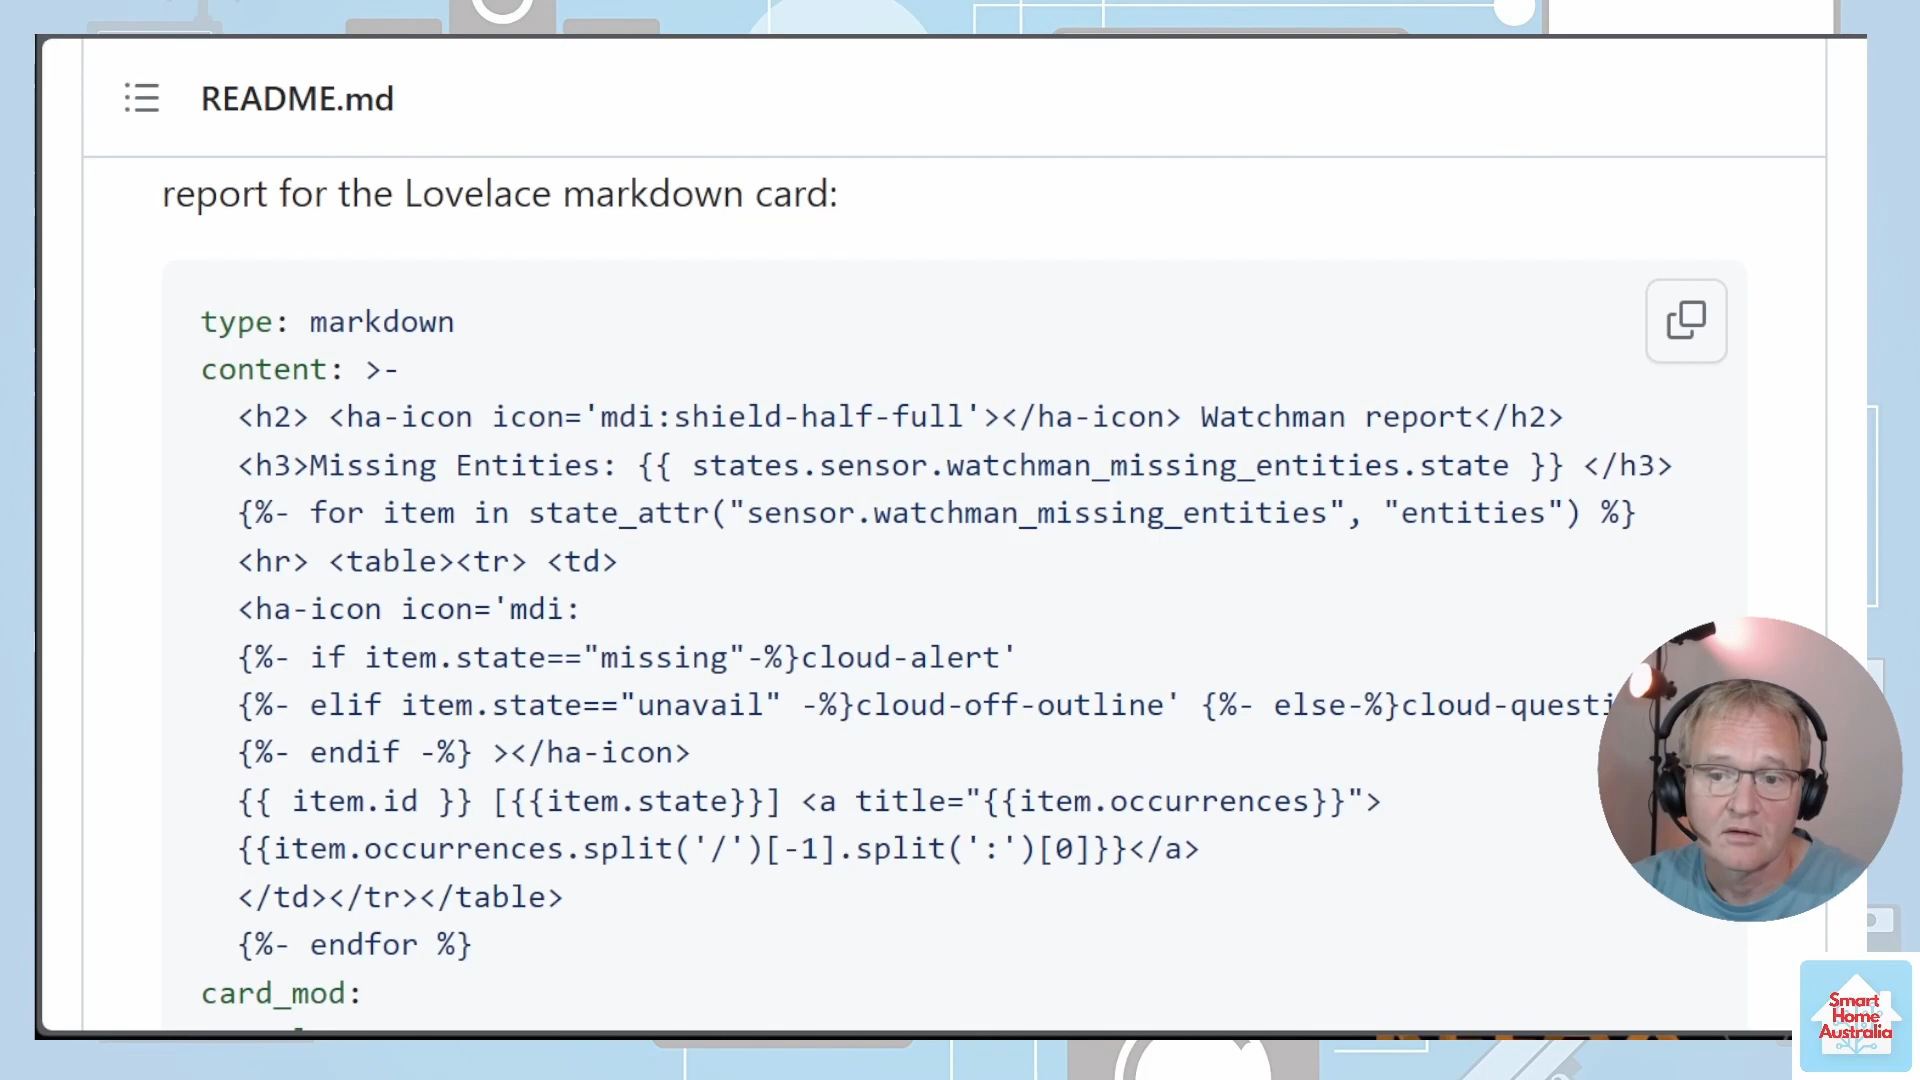 README.md
report for the Lovelace markdown card:
type: markdown
content: >-
<h2> <ha-icon icon='mdi:shield-half-full'></ha-icon> Watchman report</h2>
<h3>Missing Entities: {{ states.sensor.watchman_missing_entities.state }} </h3>
{%- for item in state_attr("sensor.watchman_missing_entities", "entities") %}
<hr> <table><tr> <td>
<ha-icon icon='mdi:
{%- if item.state=="missing"-%}cloud-alert'
{%- elif item.state=="unavail" -%}cloud-off-outline' {%- else-%}cloud-questi
{%- endif -%} ></ha-icon>
{{ item.id }} [{{item.state}}] <a title="{{item.occurrences}}">
{{item.occurrences.split('/')[-1].split(':')[0]}}</a>
</td></tr></table>
{%- endfor %}
card_mod:
Smart
Home
Australia